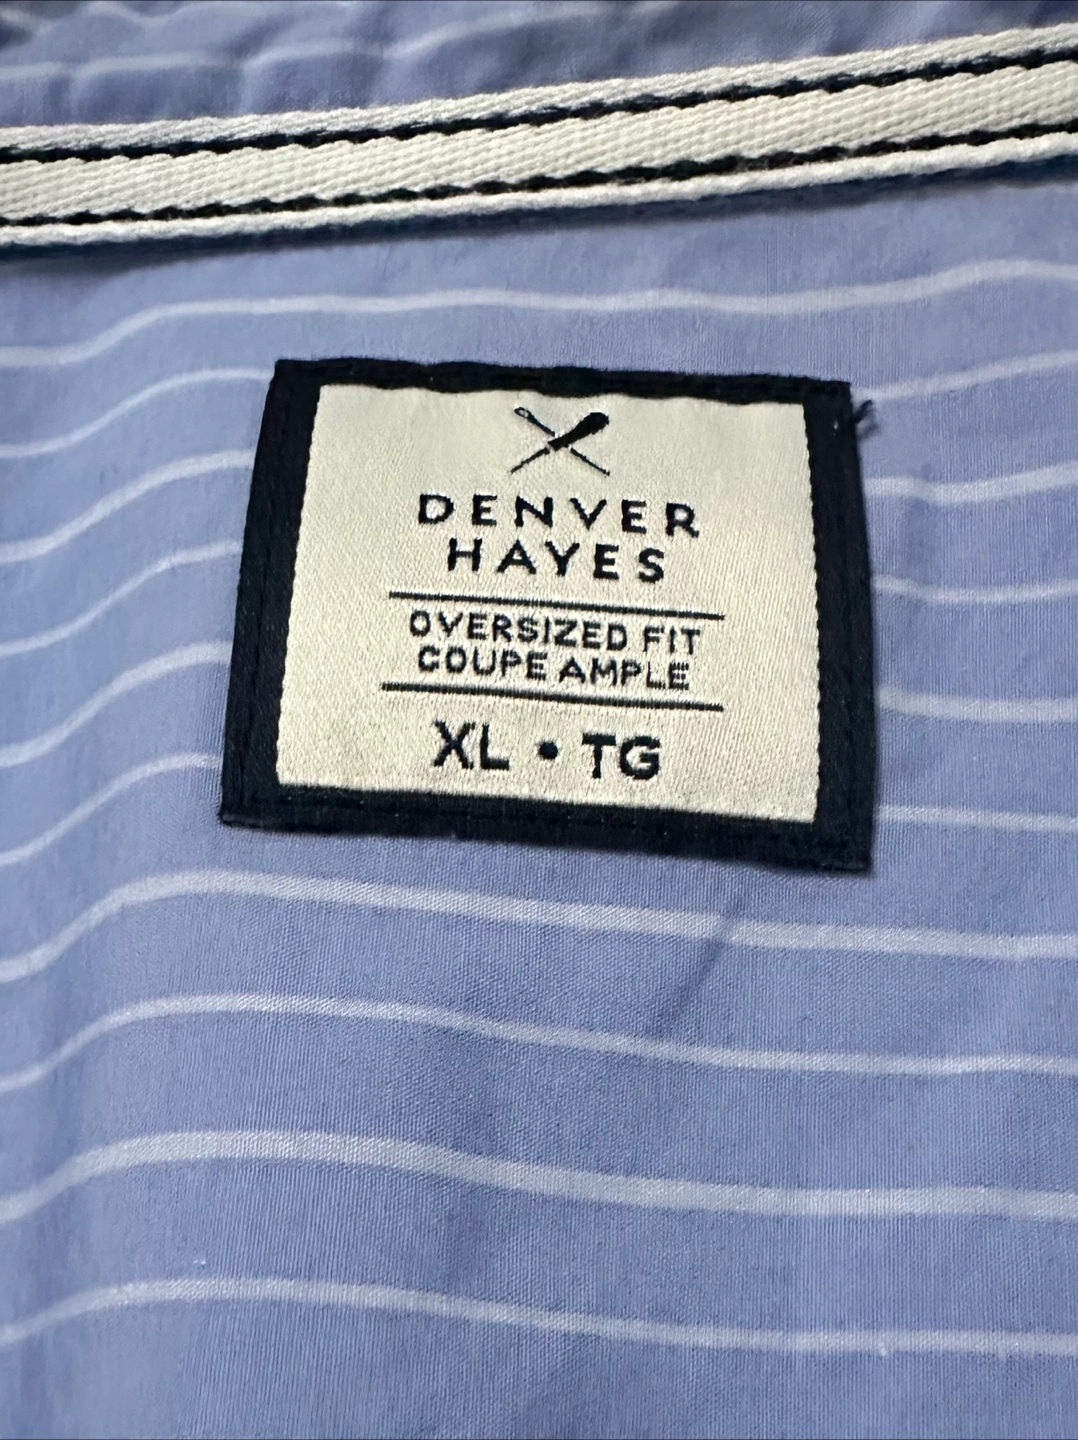 DENVER
HAYES
OVERSIZED FIT
COUPE AMPLE
XL • TG